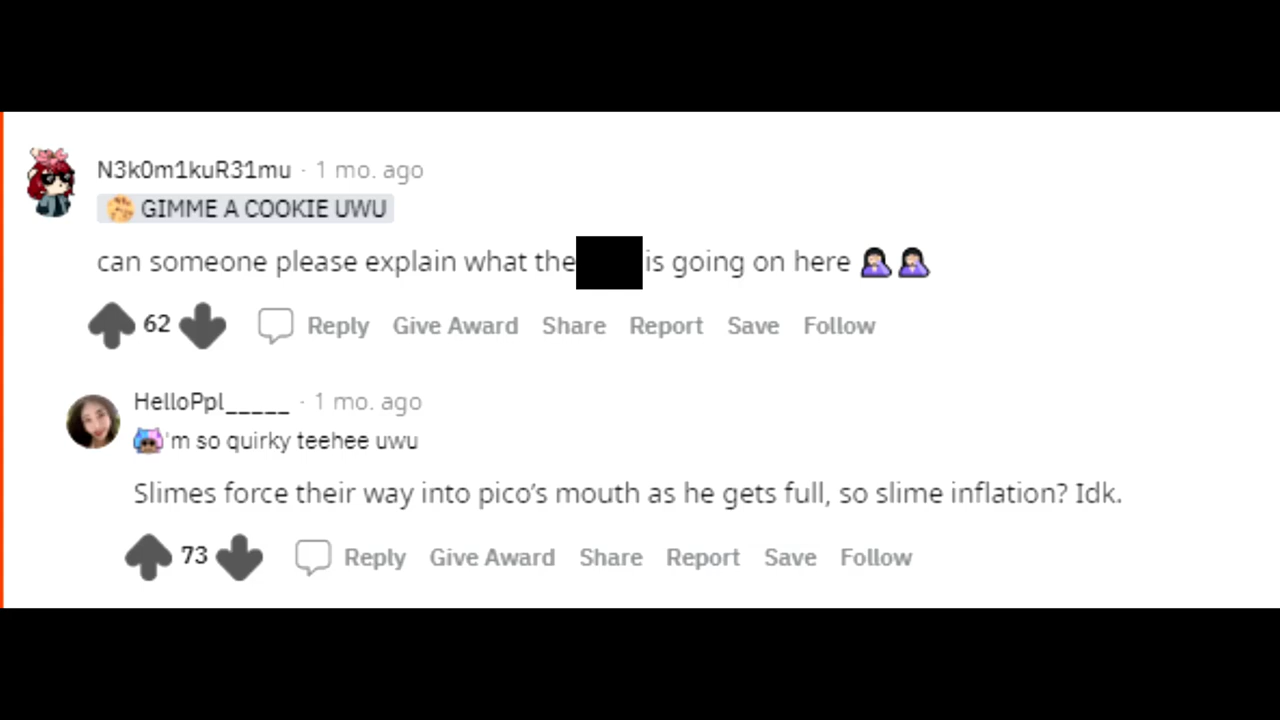 N3k0m1kuR31mu · 1 mo. ago
GIMME A COOKIE UWU
can someone please explain what the is going on here 🤦🏻‍♀️🤦🏻‍♀️
62 Reply Give Award Share Report Save Follow
HelloPpl_____ · 1 mo. ago
'm so quirky teehee uwu
Slimes force their way into pico's mouth as he gets full, so slime inflation? Idk.
73 Reply Give Award Share Report Save Follow